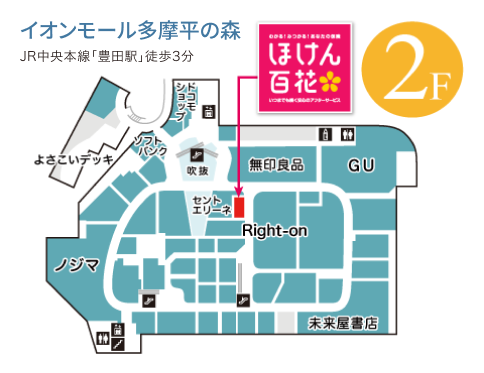 イオンモール多摩平の森
JR中央本線「豊田駅」徒歩3分
わかる！みつかる！あなたの保険
ほけん
百花
いつまでも続く安心のアフターサービス
2F
ドコモ
ショップ
ソフト
バンク
よさこいデッキ
吹抜
無印良品
GU
セント
エリーネ
Right-on
ノジマ
未来屋書店